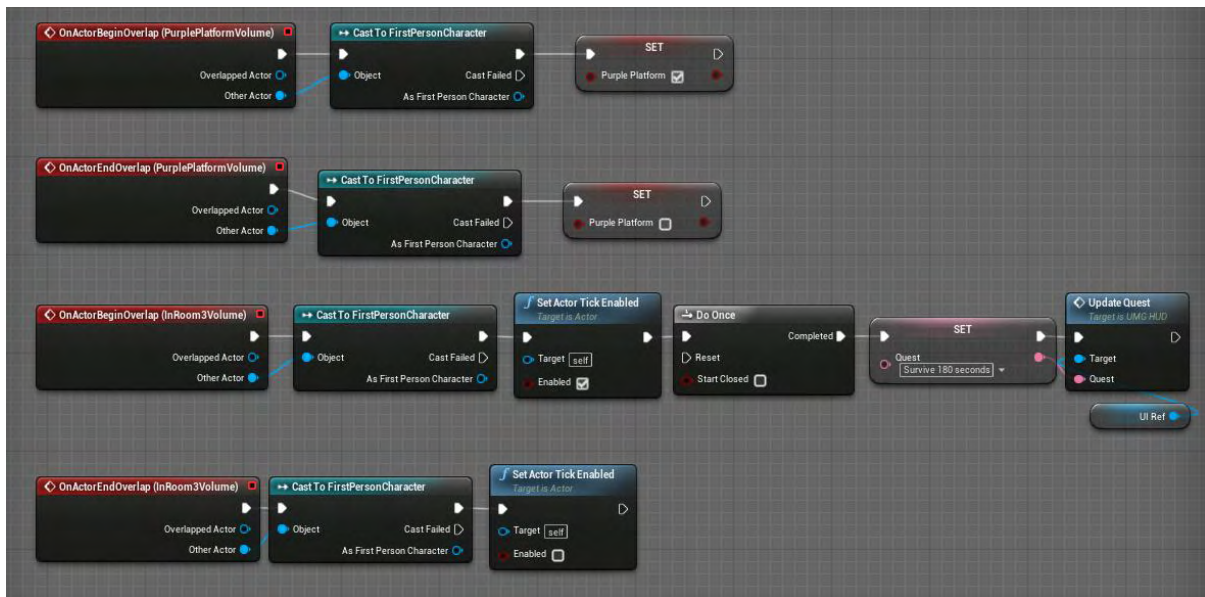 OnActorBeginOverlap (PurplePlatformVolume)
Overlapped Actor
Other Actor
Cast To FirstPersonCharacter
Object
Cast Failed
As First Person Character
SET
Purple Platform
OnActorEndOverlap (PurplePlatformVolume)
Overlapped Actor
Other Actor
Cast To FirstPersonCharacter
Object
Cast Failed
As First Person Character
SET
Purple Platform
OnActorBeginOverlap (InRoom3Volume)
Overlapped Actor
Other Actor
Cast To FirstPersonCharacter
Object
Cast Failed
As First Person Character
Set Actor Tick Enabled
Target is Actor
Target self
Enabled
Do Once
Completed
Reset
Start Closed
SET
Quest
Survive 180 seconds
Update Quest
Target is UMG HUD
Target
Quest
UI Ref
OnActorEndOverlap (InRoom3Volume)
Overlapped Actor
Other Actor
Cast To FirstPersonCharacter
Object
Cast Failed
As First Person Character
Set Actor Tick Enabled
Target is Actor
Target self
Enabled